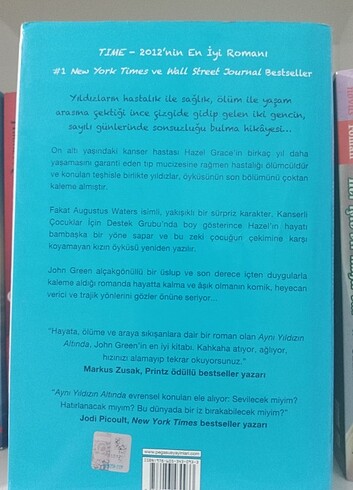 TIME – 2012'nin En İyi Romanı
#1 New York Times ve Wall Street Journal Bestseller
Yıldızların hastalık ile sağlık, ölüm ile yaşam
arasına çektiği ince çizgide gidip gelen iki gencin,
sayılı günlerinde sonsuzluğu bulma hikâyesi...
On altı yaşındaki kanser hastası Hazel Grace'in birkaç yıl daha
yaşamasını garanti eden tıp mucizesine rağmen hastalığı ölümcüldür
ve konulan teşhisle birlikte yıldızlar, öyküsünün son bölümünü çoktan
kaleme almıştır.
Fakat Augustus Waters isimli, yakışıklı bir sürpriz karakter, Kanserli
Çocuklar İçin Destek Grubu'nda boy gösterince Hazel'ın hayatı
bambaşka bir yöne sapar ve bu zeki çocuğun çekimine karşı
koyamayan kızın öyküsü yeniden yazılır.
John Green alçakgönüllü bir üslup ve son derece içten duygularla
kaleme aldığı romanda hayatta kalma ve âşık olmanın komik, heyecan
verici ve trajik yönlerini gözler önüne seriyor...
"Hayata, ölüme ve araya sıkışanlara dair bir roman olan Aynı Yıldızın
Altında, John Green'in en iyi kitabı. Kahkaha atıyor, ağlıyor,
hızınızı alamayıp tekrar okuyorsunuz."
Markus Zusak, Printz ödüllü bestseller yazarı
"Aynı Yıldızın Altında evrensel konuları ele alıyor: Sevilecek miyim?
Hatırlanacak mıyım? Bu dünyada bir iz bırakabilecek miyim?"
Jodi Picoult, New York Times bestseller yazarı
www.pegasusyayinlari.com